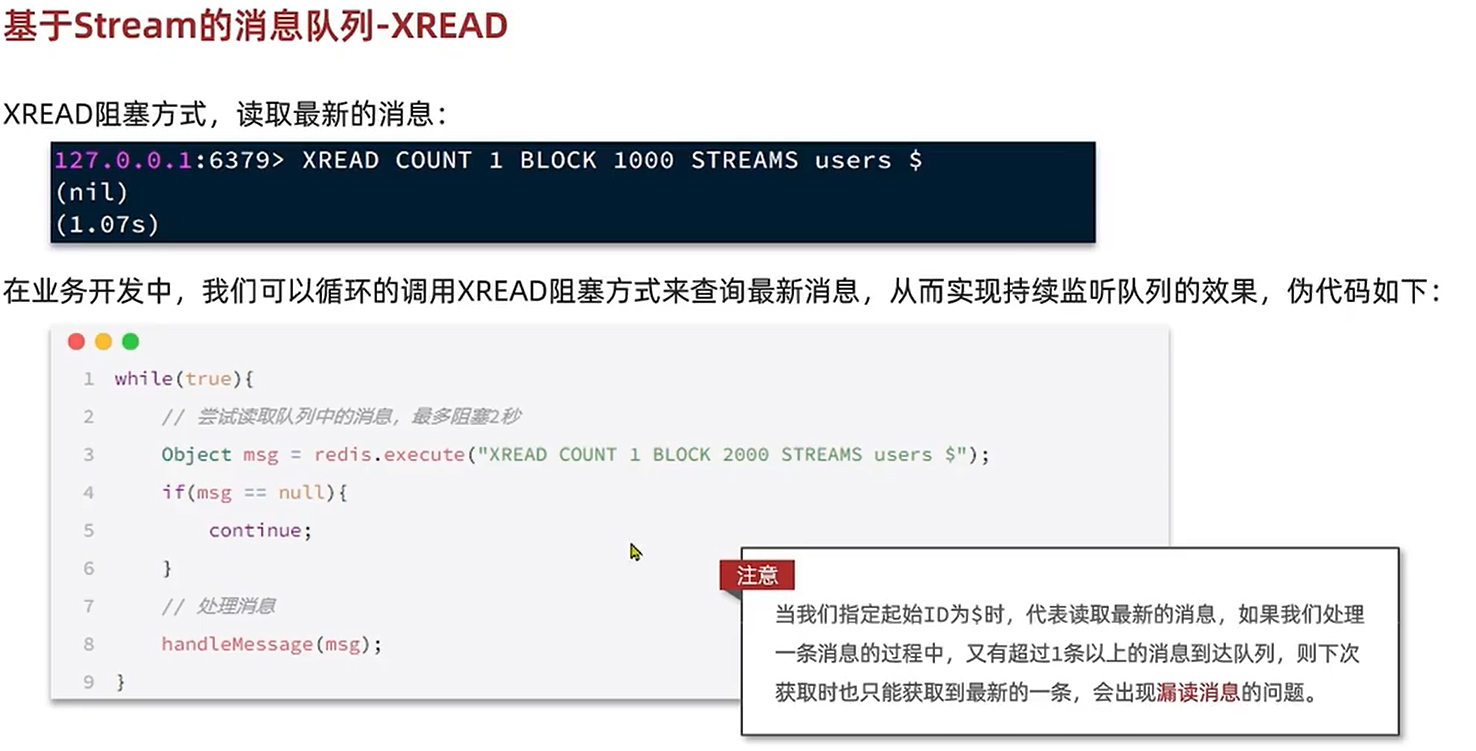 基于Stream的消息队列-XREAD
XREAD阻塞方式，读取最新的消息：
127.0.0.1:6379> XREAD COUNT 1 BLOCK 1000 STREAMS users $
(nil)
(1.07s)
在业务开发中，我们可以循环的调用XREAD阻塞方式来查询最新消息，从而实现持续监听队列的效果，伪代码如下：
1 while(true){
2 // 尝试读取队列中的消息，最多阻塞2秒
3 Object msg = redis.execute("XREAD COUNT 1 BLOCK 2000 STREAMS users $");
4 if(msg == null){
5 continue;
6 }
7 // 处理消息
8 handleMessage(msg);
9 }
注意
当我们指定起始ID为$时，代表读取最新的消息，如果我们处理
一条消息的过程中，又有超过1条以上的消息到达队列，则下次
获取时也只能获取到最新的一条，会出现漏读消息的问题。